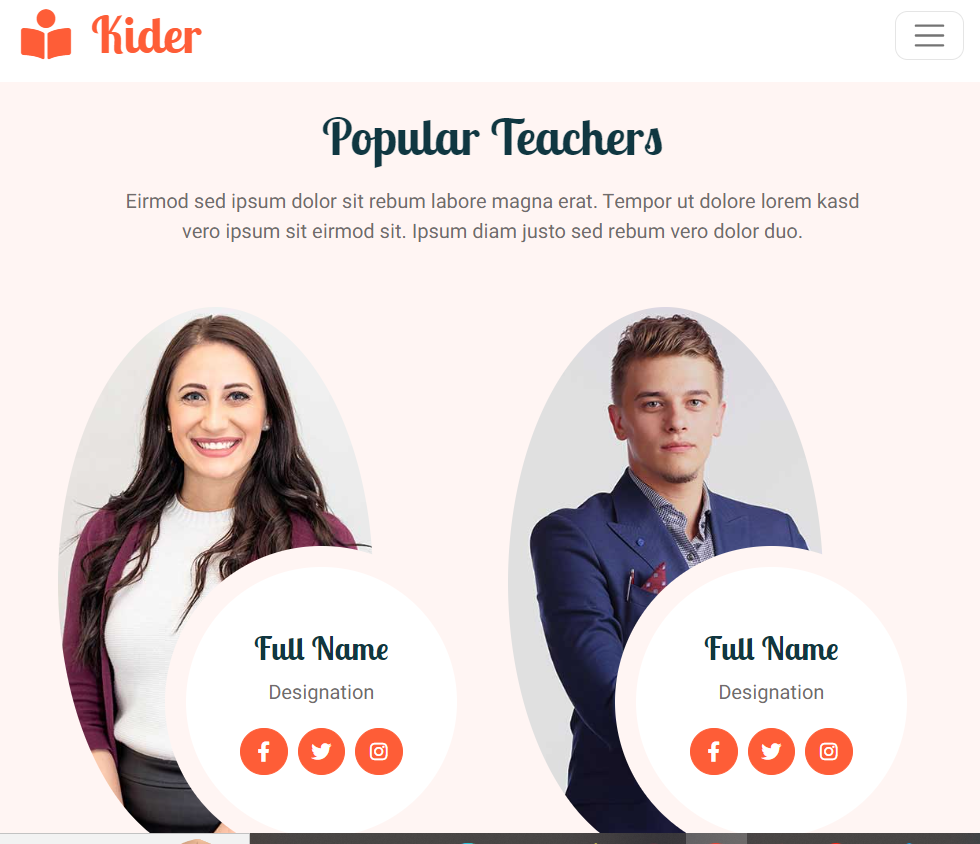 Kider
Popular Teachers
Eirmod sed ipsum dolor sit rebum labore magna erat. Tempor ut dolore lorem kasd
vero ipsum sit eirmod sit. Ipsum diam justo sed rebum vero dolor duo.
Full Name
Designation
Full Name
Designation